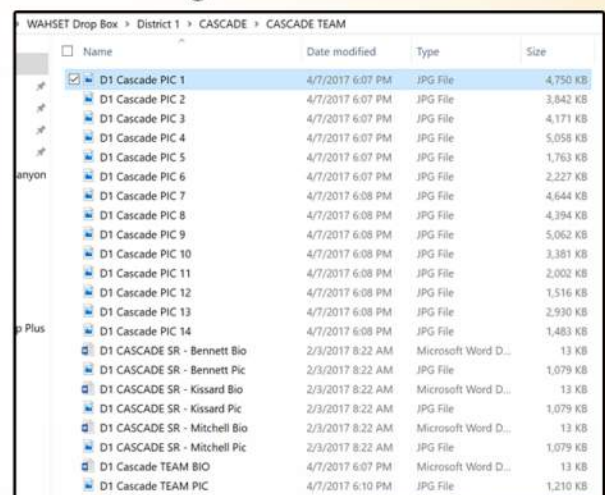 WAHSET Drop Box > District 1 > CASCADE > CASCADE TEAM
Name Date modified Type Size
D1 Cascade PIC 1 4/7/2017 6:07 PM JPG File 4,750 KB
D1 Cascade PIC 2 4/7/2017 6:07 PM JPG File 3,842 KB
D1 Cascade PIC 3 4/7/2017 6:07 PM JPG File 4,171 KB
D1 Cascade PIC 4 4/7/2017 6:07 PM JPG File 5,058 KB
D1 Cascade PIC 5 4/7/2017 6:07 PM JPG File 1,763 KB
D1 Cascade PIC 6 4/7/2017 6:07 PM JPG File 2,227 KB
anyon
D1 Cascade PIC 7 4/7/2017 6:08 PM JPG File 4,644 KB
D1 Cascade PIC 8 4/7/2017 6:08 PM JPG File 4,394 KB
D1 Cascade PIC 9 4/7/2017 6:08 PM JPG File 5,062 KB
D1 Cascade PIC 10 4/7/2017 6:08 PM JPG File 3,381 KB
D1 Cascade PIC 11 4/7/2017 6:08 PM JPG File 2,002 KB
D1 Cascade PIC 12 4/7/2017 6:08 PM JPG File 1,516 KB
D1 Cascade PIC 13 4/7/2017 6:08 PM JPG File 2,930 KB
p Plus
D1 Cascade PIC 14 4/7/2017 6:08 PM JPG File 1,483 KB
D1 CASCADE SR - Bennett Bio 2/3/2017 8:22 AM Microsoft Word D... 13 KB
D1 CASCADE SR - Bennett Pic 2/3/2017 8:22 AM JPG File 1,079 KB
D1 CASCADE SR - Kissard Bio 2/3/2017 8:22 AM Microsoft Word D... 13 KB
D1 CASCADE SR - Kissard Pic 2/3/2017 8:22 AM JPG File 1,079 KB
D1 CASCADE SR - Mitchell Bio 2/3/2017 8:22 AM Microsoft Word D... 13 KB
D1 CASCADE SR - Mitchell Pic 2/3/2017 8:22 AM JPG File 1,079 KB
D1 Cascade TEAM BIO 4/7/2017 6:07 PM Microsoft Word D... 13 KB
D1 Cascade TEAM PIC 4/7/2017 6:10 PM JPG File 1,210 KB